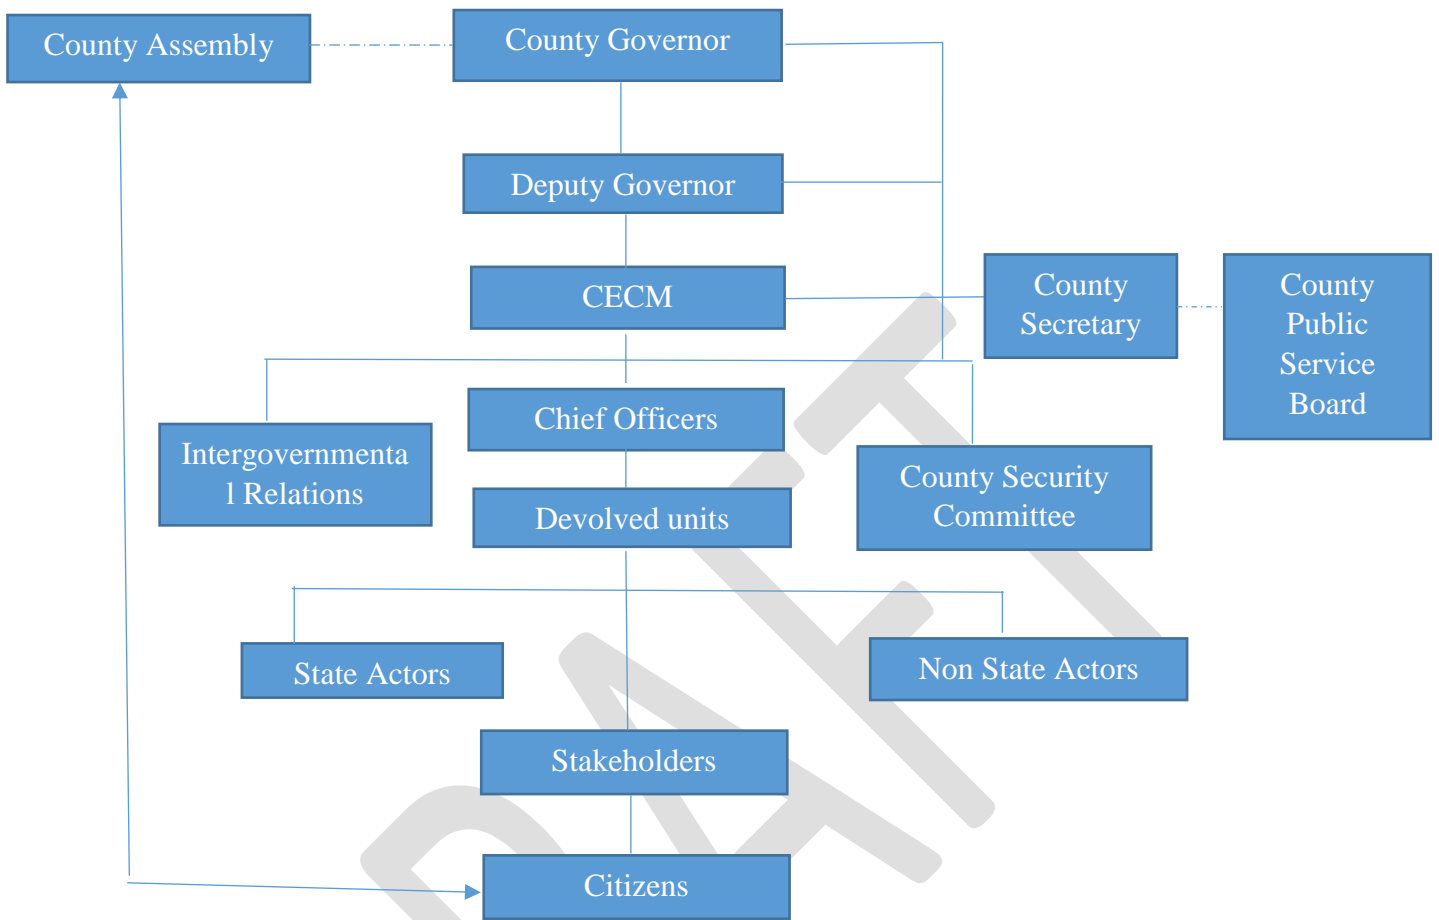 County Assembly
County Governor
Deputy Governor
CECM
County
Secretary
County
Public
Service
Board
Chief Officers
Intergovernmenta
l Relations
County Security
Committee
Devolved units
State Actors
Non State Actors
Stakeholders
Citizens
DRAFT